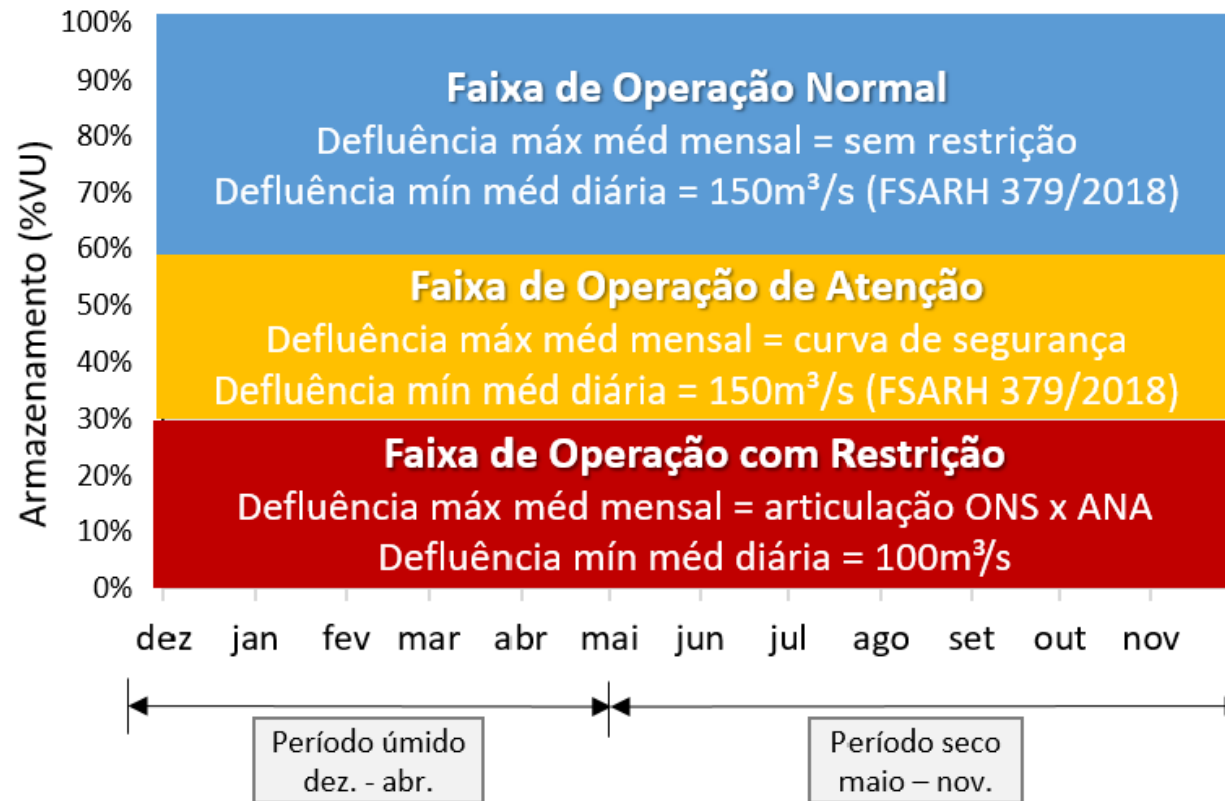 100%
90%
80%
70%
60%
50%
40%
30%
20%
10%
0%
Armazenamento (%VU)
Faixa de Operação Normal
Defluência máx méd mensal = sem restrição
Defluência mín méd diária = 150m³/s (FSARH 379/2018)
Faixa de Operação de Atenção
Defluência máx méd mensal = curva de segurança
Defluência mín méd diária = 150m³/s (FSARH 379/2018)
Faixa de Operação com Restrição
Defluência máx méd mensal = articulação ONS x ANA
Defluência mín méd diária = 100m³/s
dez jan fev mar abr mai jun jul ago set out nov
Período úmido
dez. - abr.
Período seco
maio – nov.